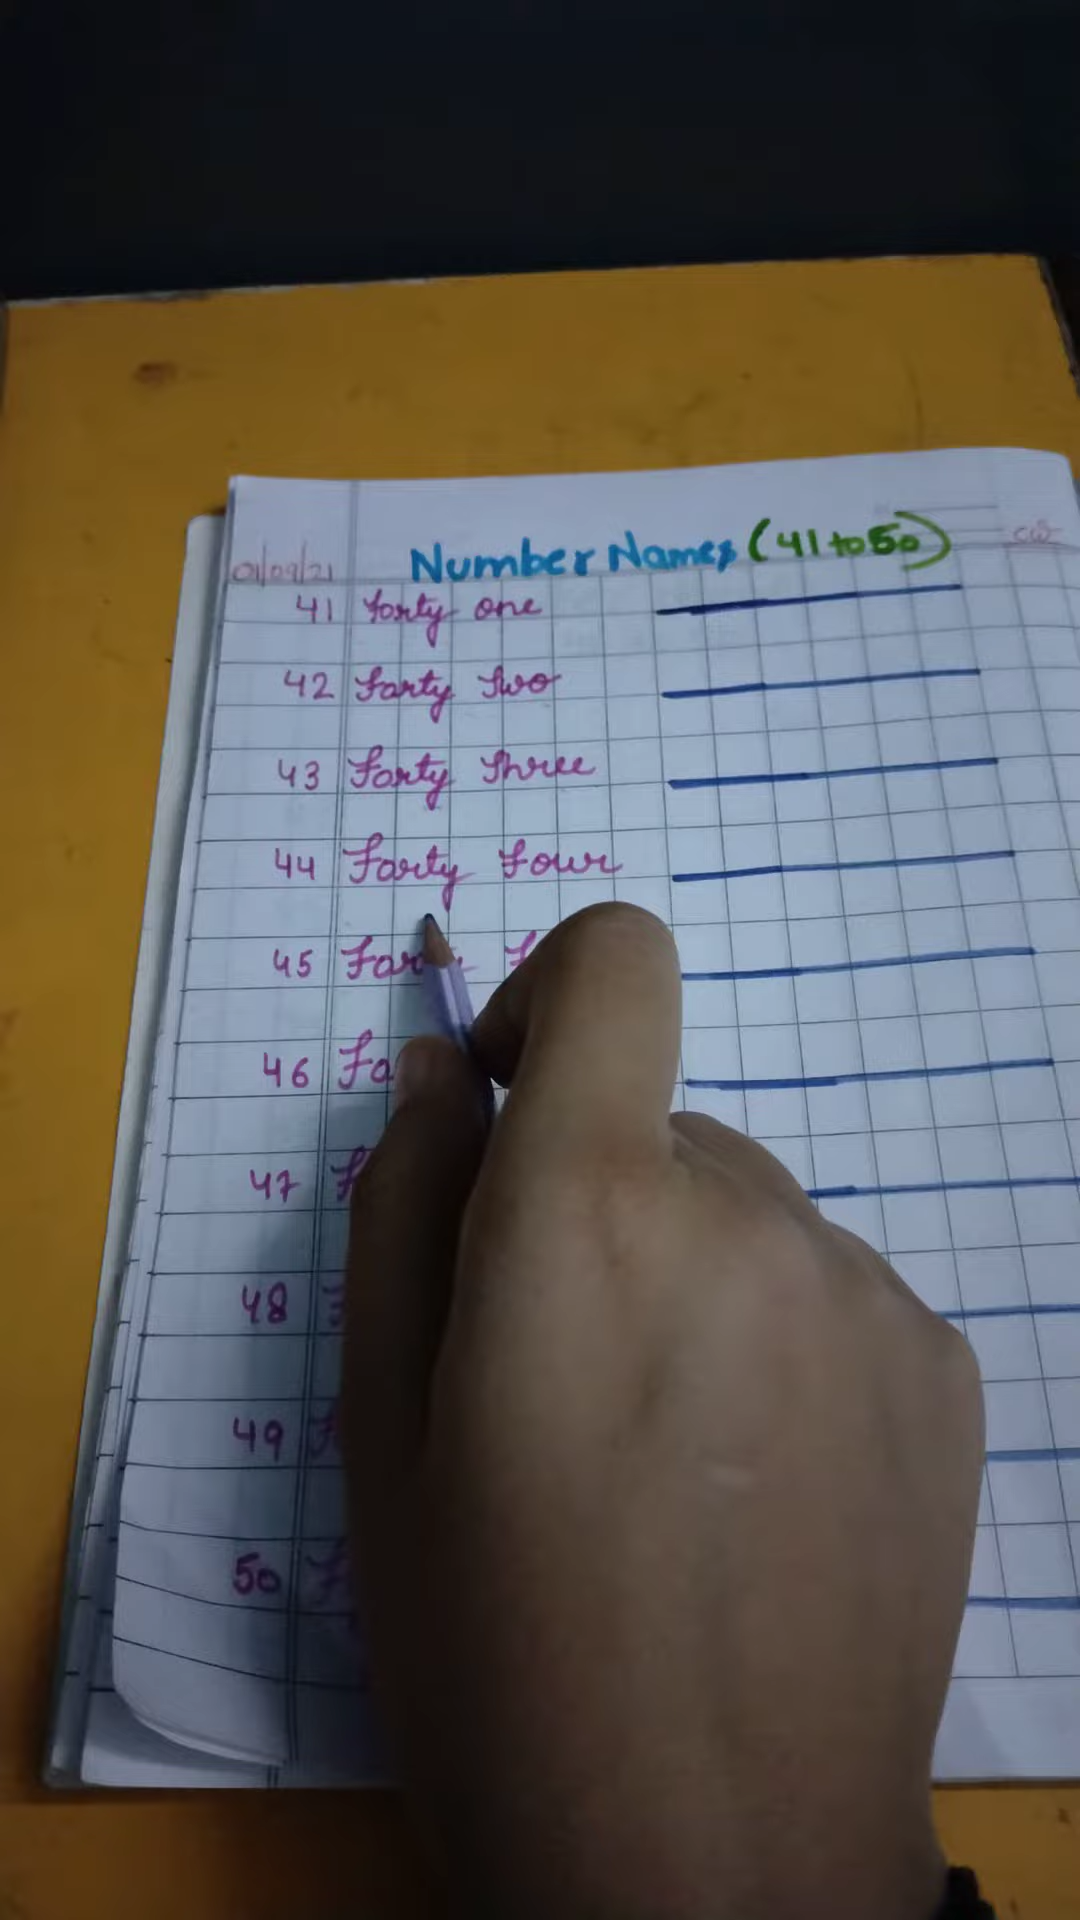 01/09/21 Number Names (41 to 50) CW
41 Forty one
42 Forty Two
43 Forty Three
44 Forty Four
45
46
47
48
49
50